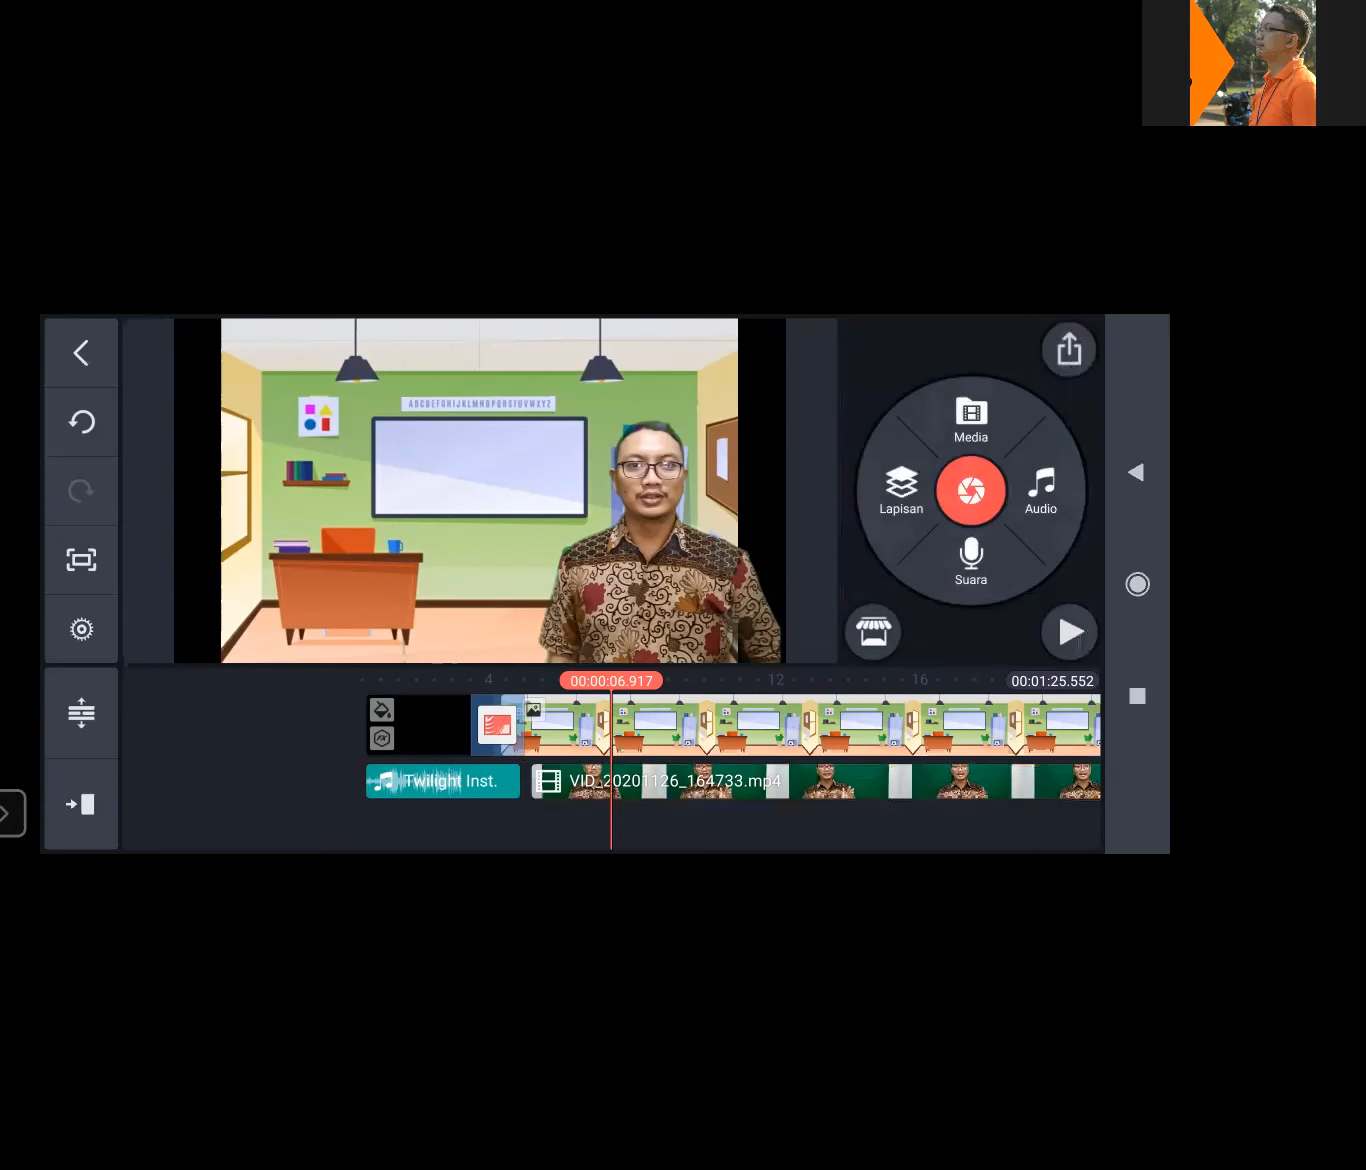 ABCDEFGHIJKLMNOPQRSTUVWXYZ
Media
Lapisan
Audio
Suara
4
00:00:06.917
12
16
00:01:25.552
Twilight Inst.
VID_20201126_164733.mp4